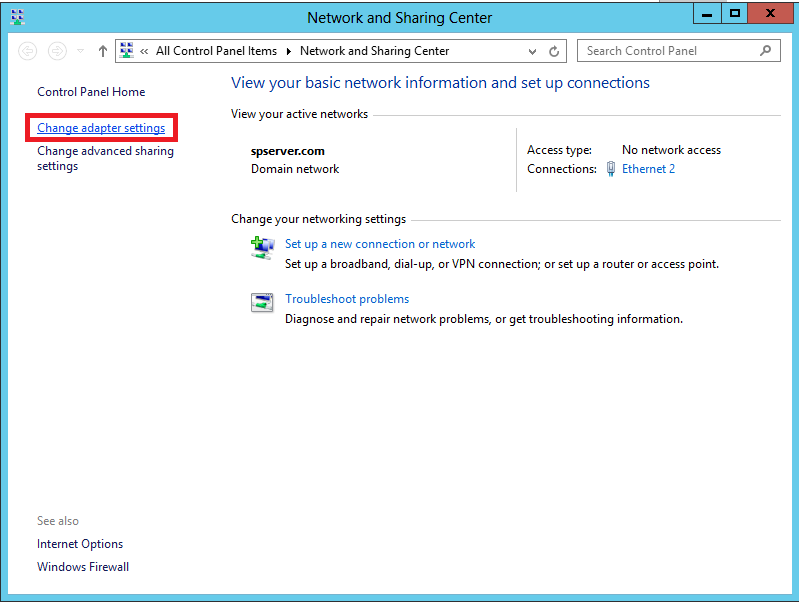 Network and Sharing Center
« All Control Panel Items Network and Sharing Center
Search Control Panel
Control Panel Home
Change adapter settings
Change advanced sharing
settings
View your basic network information and set up connections
View your active networks
spserver.com
Domain network
Access type: No network access
Connections: Ethernet 2
Change your networking settings
Set up a new connection or network
Set up a broadband, dial-up, or VPN connection; or set up a router or access point.
Troubleshoot problems
Diagnose and repair network problems, or get troubleshooting information.
See also
Internet Options
Windows Firewall